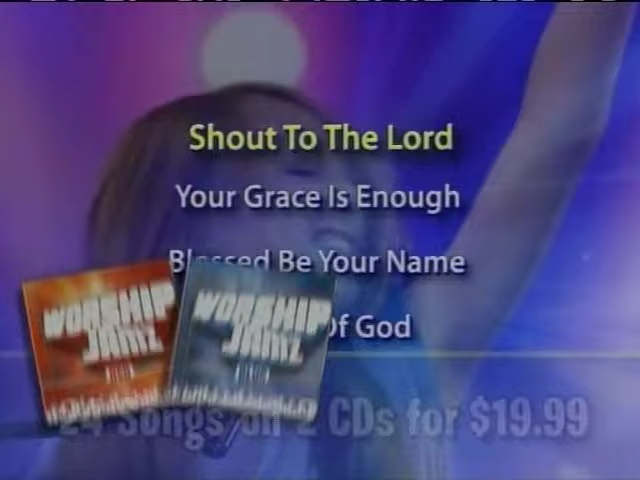 Shout To The Lord
Your Grace Is Enough
Blessed Be Your Name
Of God
WORSHIP
JAMZ
WORSHIP
JAMZ
24 Songs on 2 CDs for $19.99